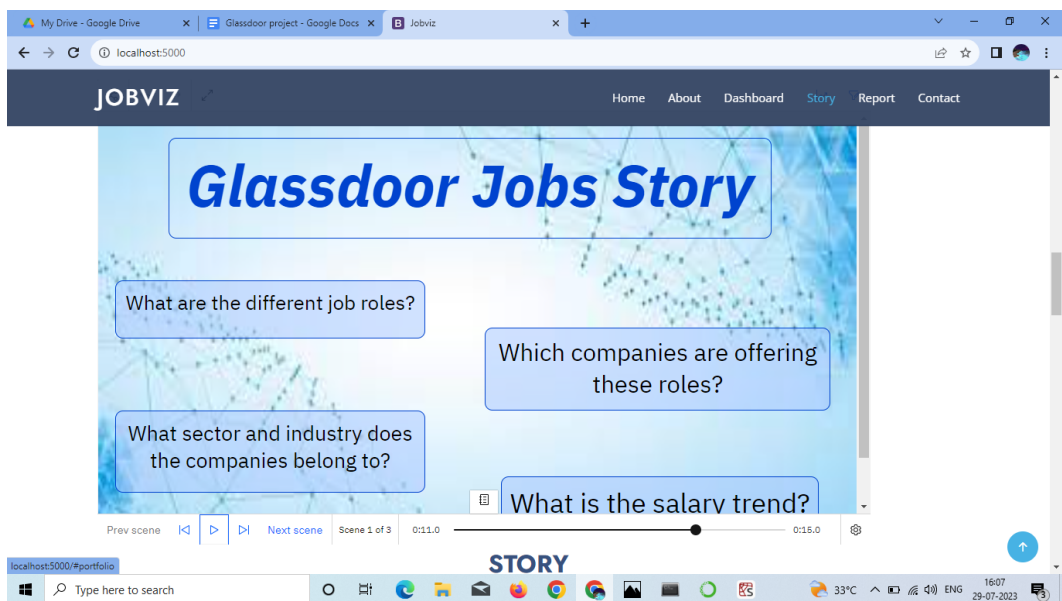 My Drive - Google Drive
Glassdoor project - Google Docs
Jobviz
localhost:5000
JOBVIZ
Home About Dashboard Story Report Contact
Glassdoor Jobs Story
What are the different job roles?
Which companies are offering
these roles?
What sector and industry does
the companies belong to?
What is the salary trend?
Prev scene
Next scene
Scene 1 of 3
0:11.0
0:15.0
STORY
localhost:5000/#portfolio
Type here to search
33°C
ENG
16:07
29-07-2023
3